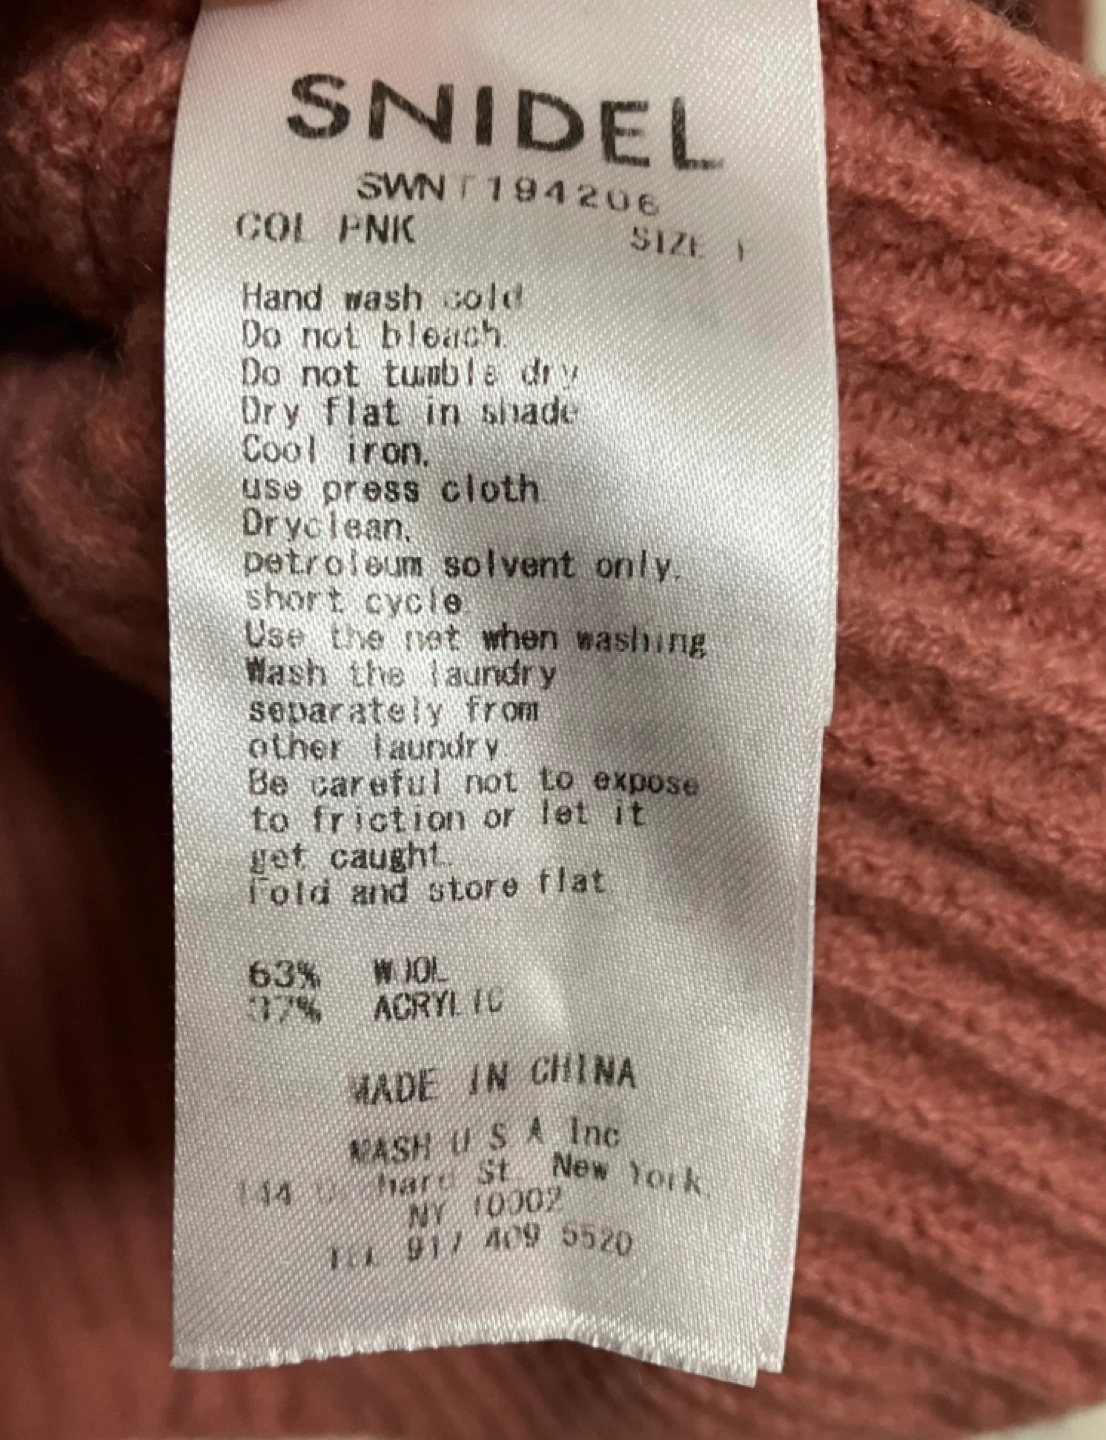 SNIDEL
SWNT194206
COL PNK SIZE 1
Hand wash cold
Do not bleach.
Do not tumble dry
Dry flat in shade
Cool iron,
use press cloth
Dryclean,
petroleum solvent only,
short cycle
Use the net when washing
Wash the laundry
separately from
other laundry
Be careful not to expose
to friction or let it
get caught.
Fold and store flat
63% WOOL
37% ACRYLIC
MADE IN CHINA
MASH U S A Inc
St New York,
NY 10002
TEL 917 409 5520